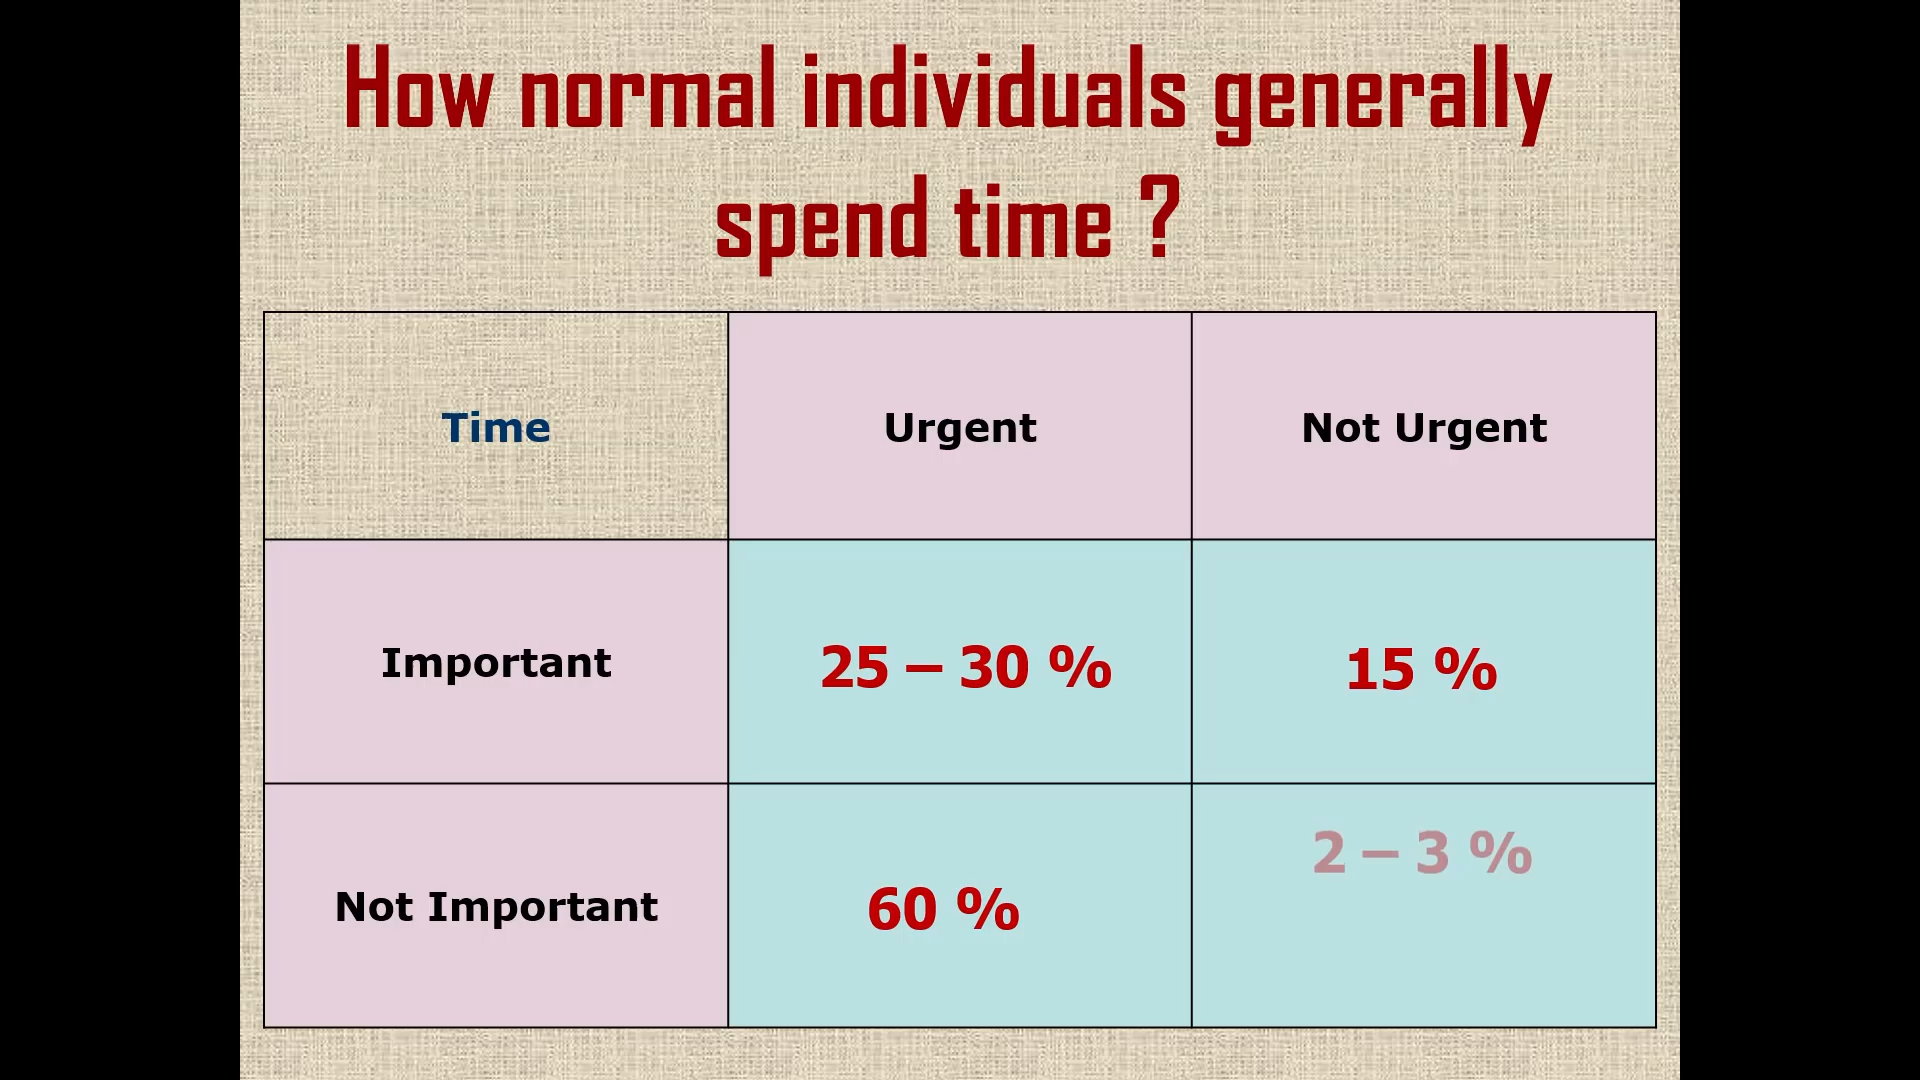 How normal individuals generally
spend time ?
Time
Urgent
Not Urgent
Important
25 – 30 %
15 %
Not Important
60 %
2 – 3 %